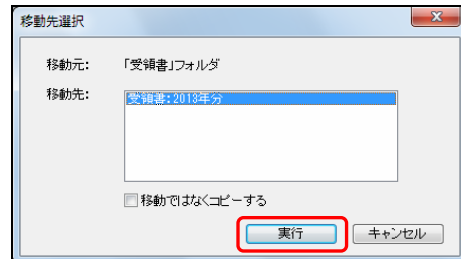 移動先選択
移動元: 「受領書」フォルダ
移動先:
受領書:2013年分
移動ではなくコピーする
実行 キャンセル